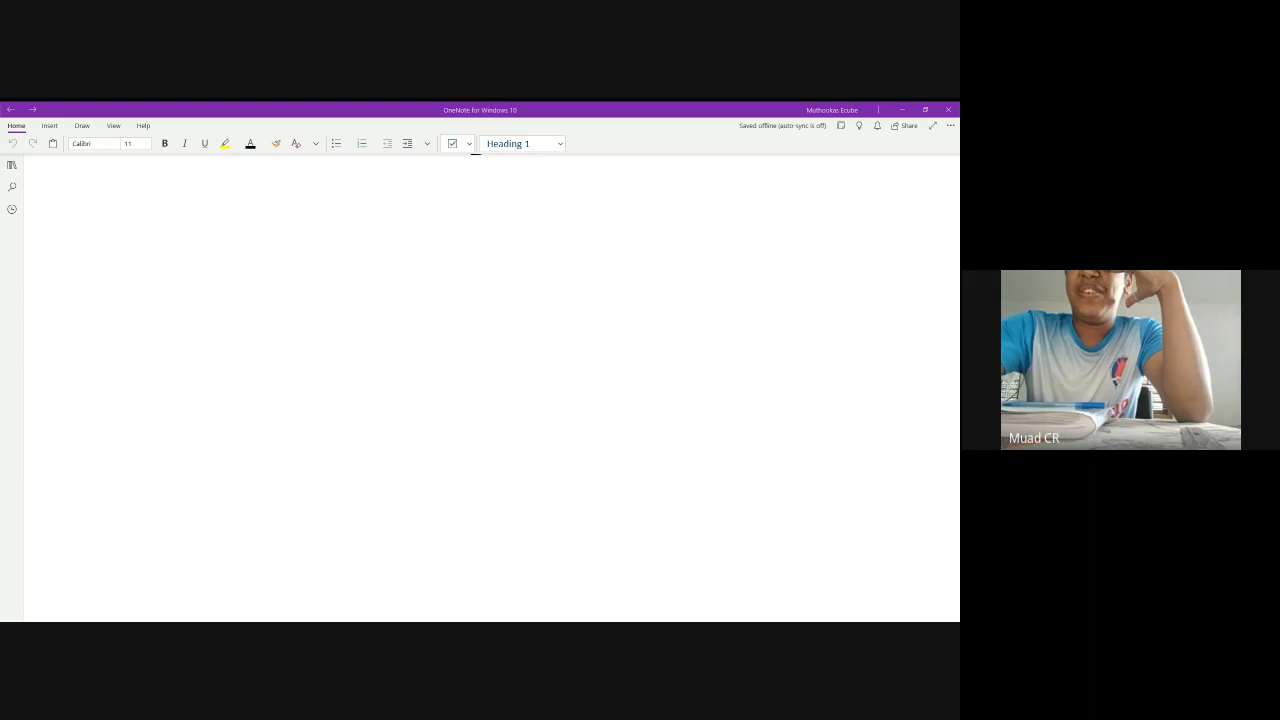 OneNote for Windows 10
Muthookas Ecube
Home Insert Draw View Help
Saved offline (auto-sync is off)
Share
Calibri
11
B I U
A
Heading 1
Muad CR